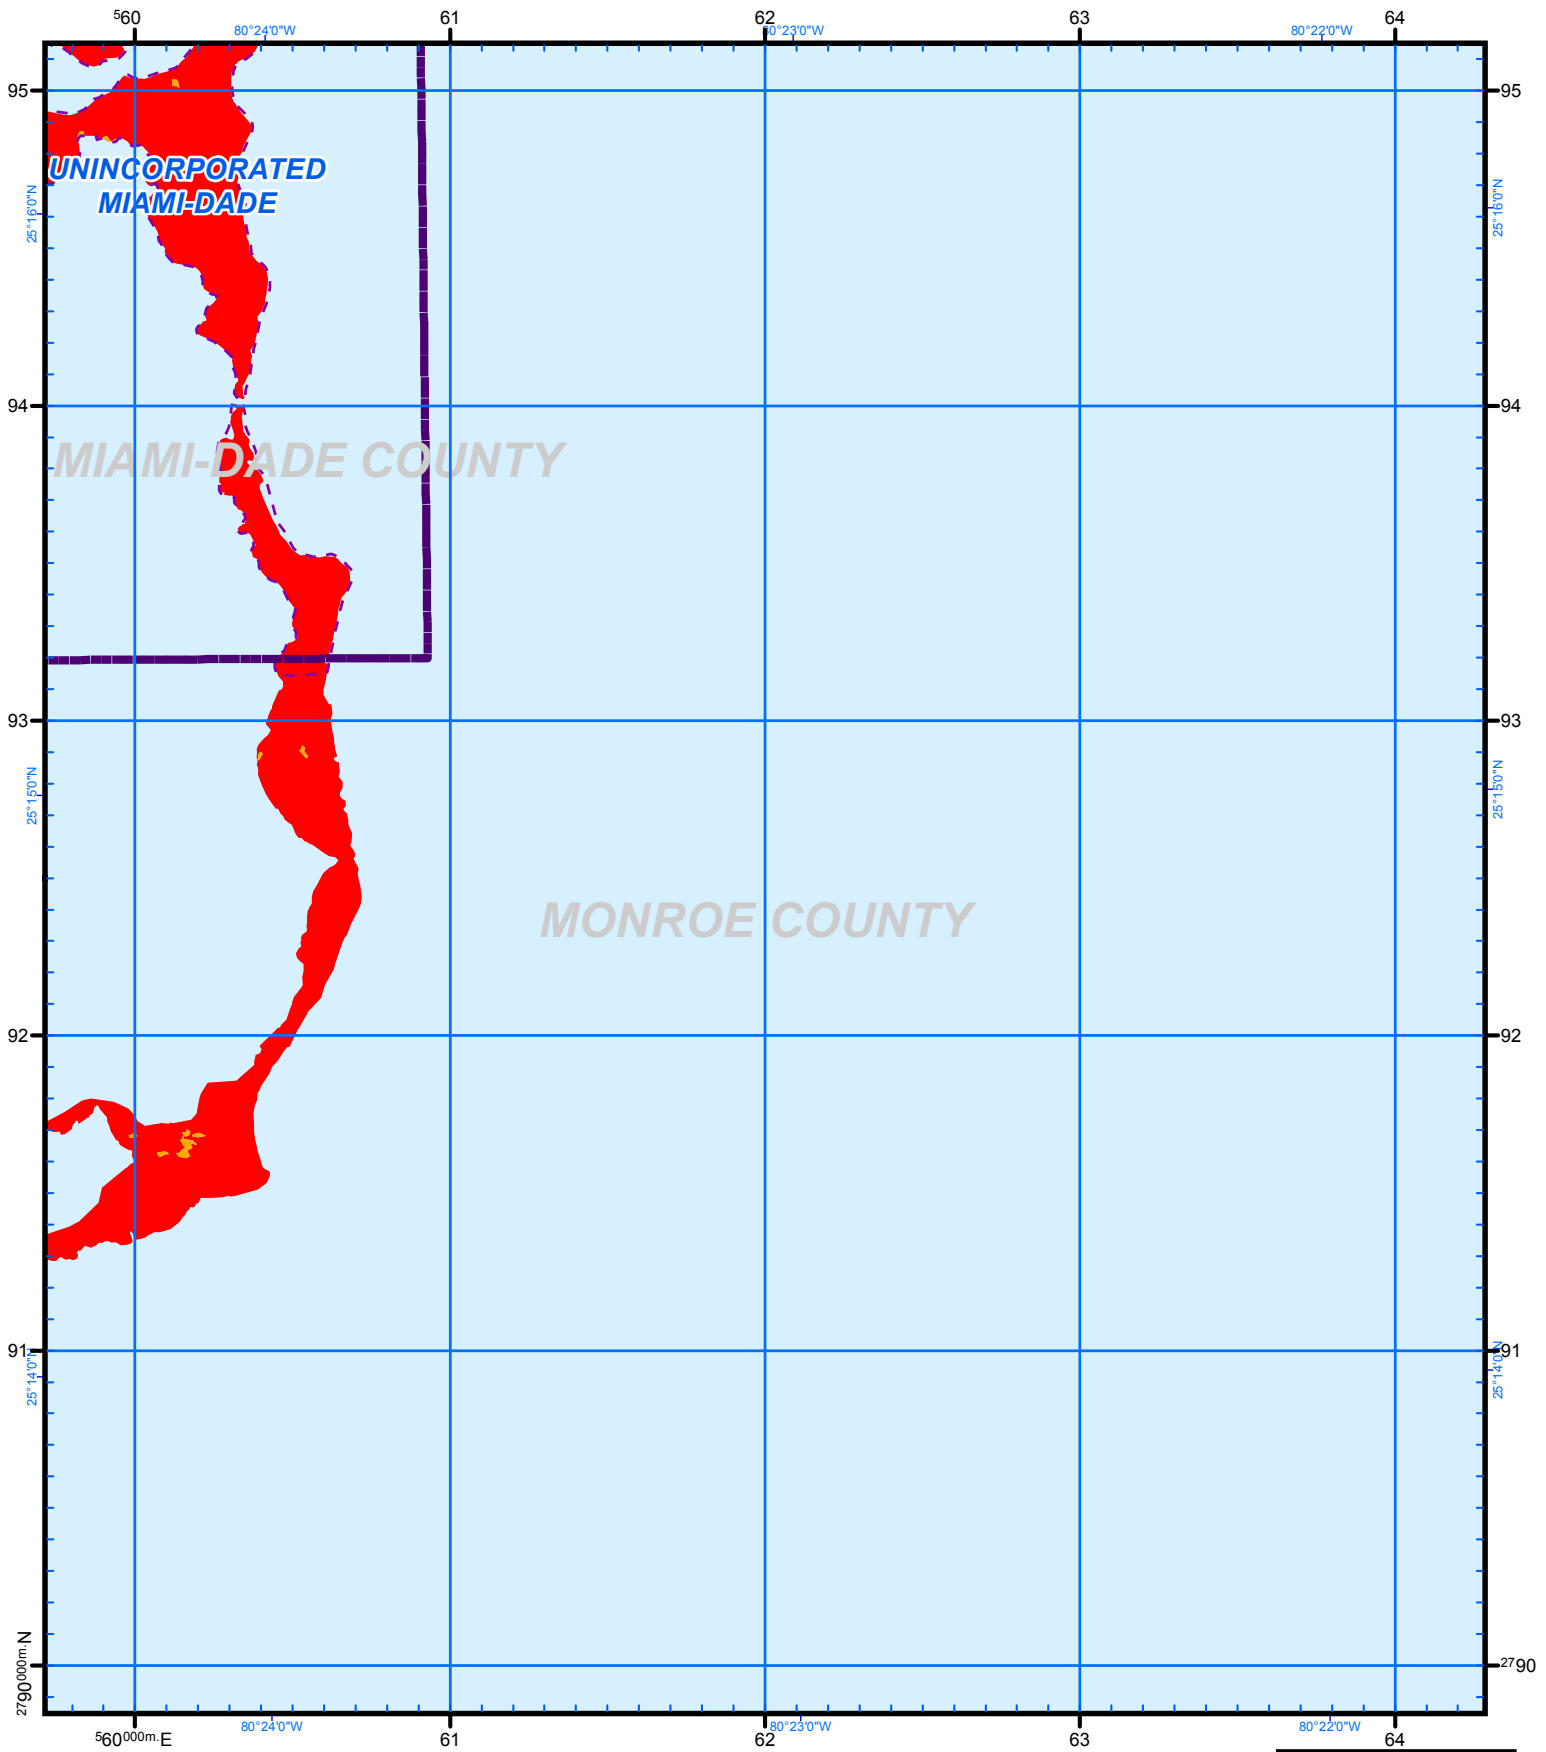 560 61 62 63 64
80°24'0"W 80°23'0"W 80°22'0"W
95 95
UNINCORPORATED
MIAMI-DADE
25°16'0"N 25°16'0"N
94 94
MIAMI-DADE COUNTY
93 93
25°15'0"N 25°15'0"N
MONROE COUNTY
92 92
91 91
25°14'0"N 25°14'0"N
2790000m.N 2790
80°24'0"W 80°23'0"W 80°22'0"W
560000m.E 61 62 63 64